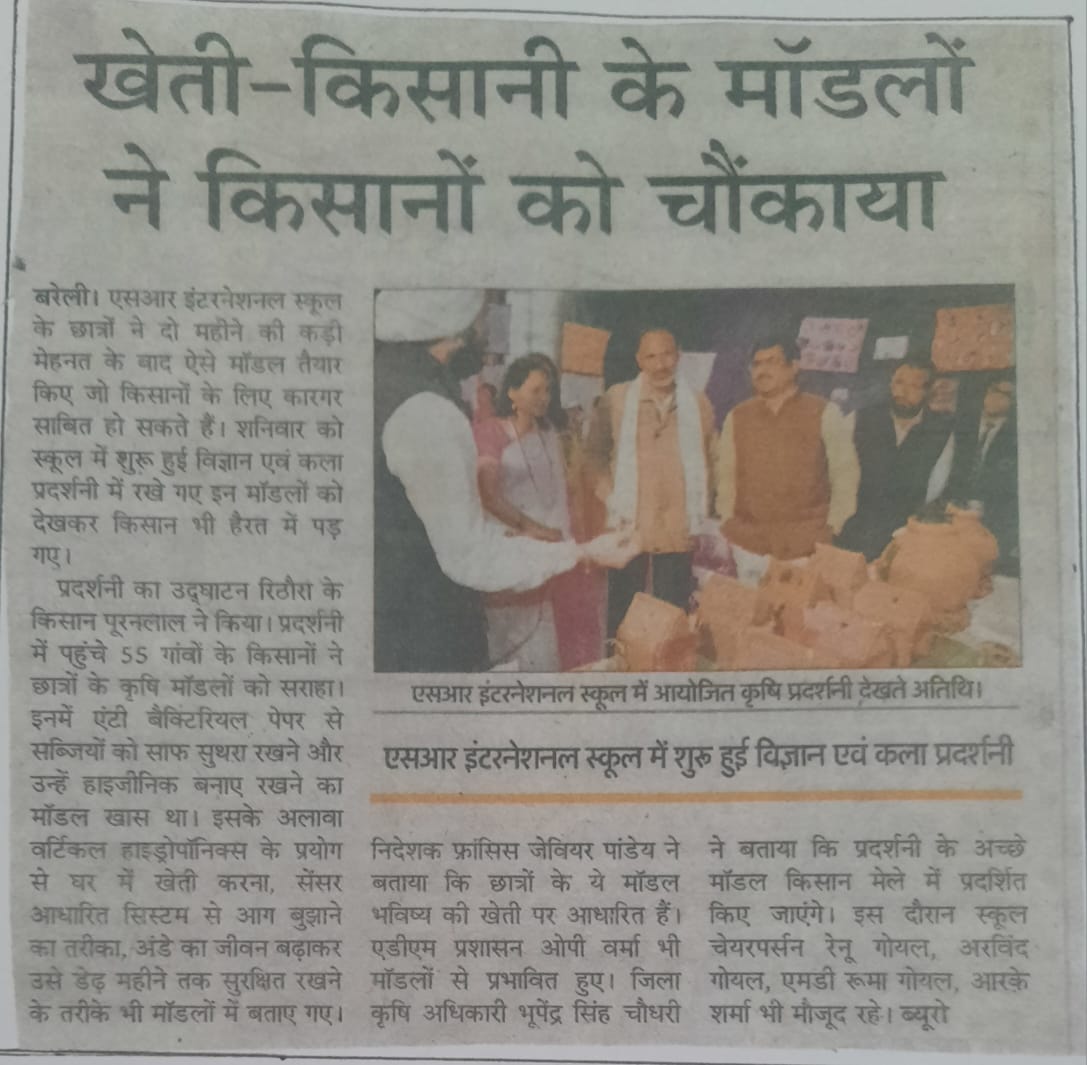 खेती-किसानी के मॉडलों
ने किसानों को चौंकाया
बरेली। एसआर इंटरनेशनल स्कूल
के छात्रों ने दो महीने की कड़ी
मेहनत के बाद ऐसे मॉडल तैयार
किए जो किसानों के लिए कारगर
साबित हो सकते हैं। शनिवार को
स्कूल में शुरू हुई विज्ञान एवं कला
प्रदर्शनी में रखे गए इन मॉडलों को
देखकर किसान भी हैरत में पड़
गए।
प्रदर्शनी का उद्घाटन रिठौरा के
किसान पूरनलाल ने किया। प्रदर्शनी
में पहुंचे 55 गांवों के किसानों ने
छात्रों के कृषि मॉडलों को सराहा।
इनमें एंटी बैक्टिरियल पेपर से
सब्जियों को साफ सुथरा रखने और
उन्हें हाइजीनिक बनाए रखने का
मॉडल खास था। इसके अलावा
वर्टिकल हाइड्रोपॉनिक्स के प्रयोग
से घर में खेती करना, सेंसर
आधारित सिस्टम से आग बुझाने
का तरीका, अंडे का जीवन बढ़ाकर
उसे डेढ़ महीने तक सुरक्षित रखने
के तरीके भी मॉडलों में बताए गए।
एसआर इंटरनेशनल स्कूल में आयोजित कृषि प्रदर्शनी देखते अतिथि।
एसआर इंटरनेशनल स्कूल में शुरू हुई विज्ञान एवं कला प्रदर्शनी
निदेशक फ्रांसिस जेवियर पांडेय ने
बताया कि छात्रों के ये मॉडल
भविष्य की खेती पर आधारित हैं।
एडीएम प्रशासन ओपी वर्मा भी
मॉडलों से प्रभावित हुए। जिला
कृषि अधिकारी भूपेंद्र सिंह चौधरी
ने बताया कि प्रदर्शनी के अच्छे
मॉडल किसान मेले में प्रदर्शित
किए जाएंगे। इस दौरान स्कूल
चेयरपर्सन रेनू गोयल, अरविंद
गोयल, एमडी रूमा गोयल, आरके
शर्मा भी मौजूद रहे। ब्यूरो